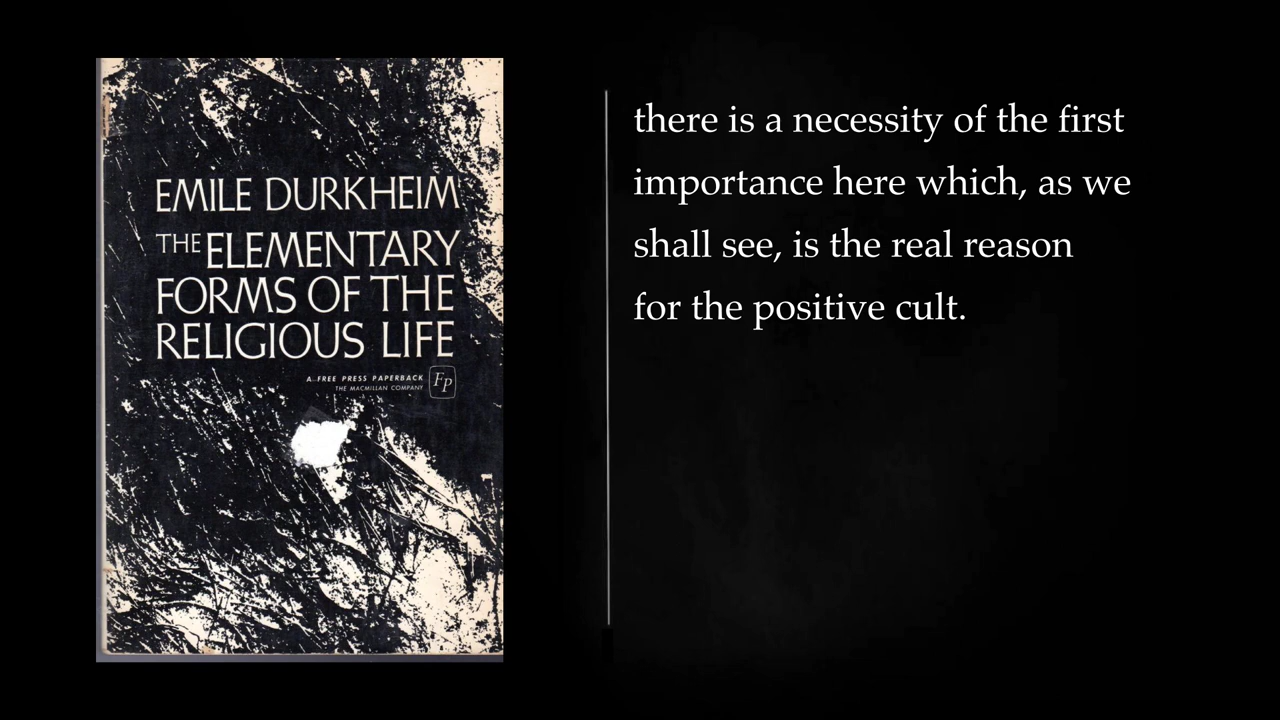 EMILE DURKHEIM
THE ELEMENTARY
FORMS OF THE
RELIGIOUS LIFE
A FREE PRESS PAPERBACK
THE MACMILLAN COMPANY
FP
there is a necessity of the first
importance here which, as we
shall see, is the real reason
for the positive cult.